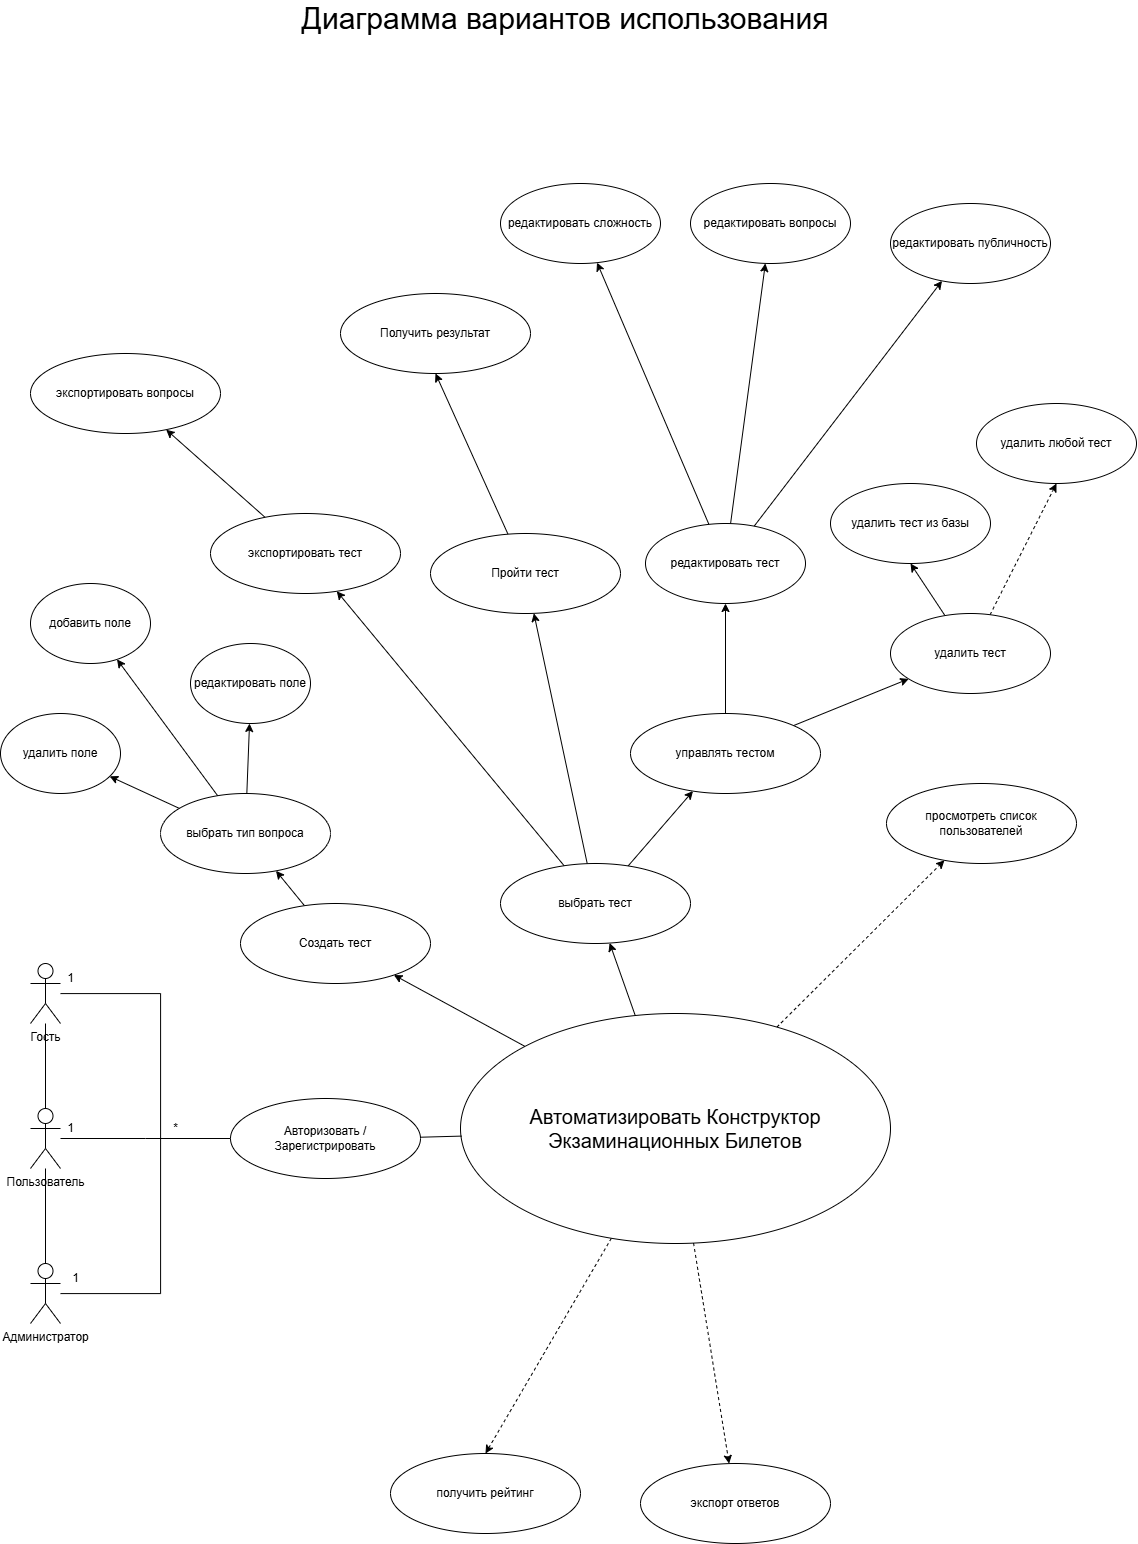 Диаграмма вариантов использования
редактировать сложность
редактировать вопросы
редактировать публичность
Получить результат
экспортировать вопросы
удалить любой тест
удалить тест из базы
экспортировать тест
Пройти тест
редактировать тест
добавить поле
удалить тест
редактировать поле
удалить поле
управлять тестом
просмотреть список
пользователей
выбрать тип вопроса
выбрать тест
Создать тест
1
Гость
Автоматизировать Конструктор
Экзаминационных Билетов
1
*
Авторизовать /
Зарегистрировать
Пользователь
1
Администратор
получить рейтинг
экспорт ответов